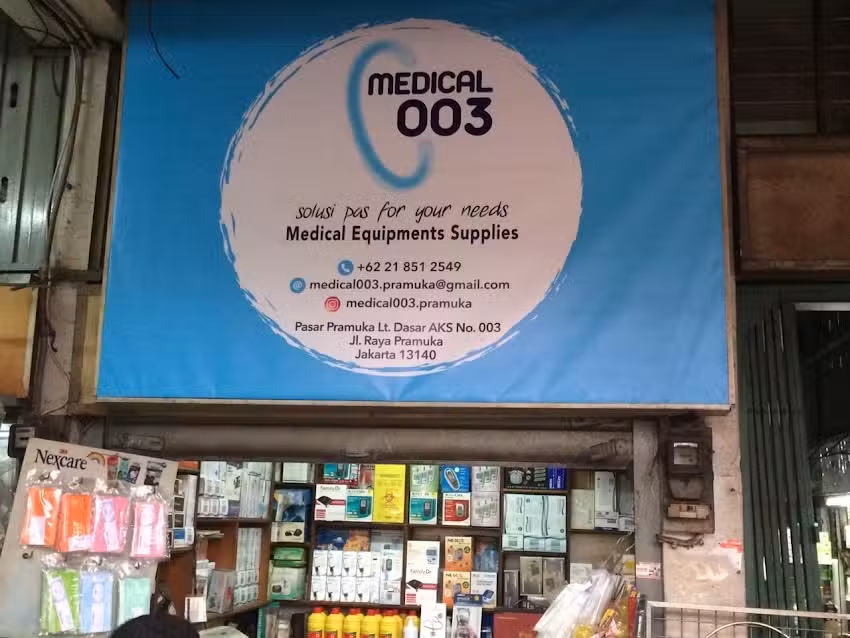 MEDICAL
003
solusi pas for your needs
Medical Equipments Supplies
+62 21 851 2549
medical003.pramuka@gmail.com
medical003.pramuka
Pasar Pramuka Lt. Dasar AKS No. 003
Jl. Raya Pramuka
Jakarta 13140
3M
Nexcare